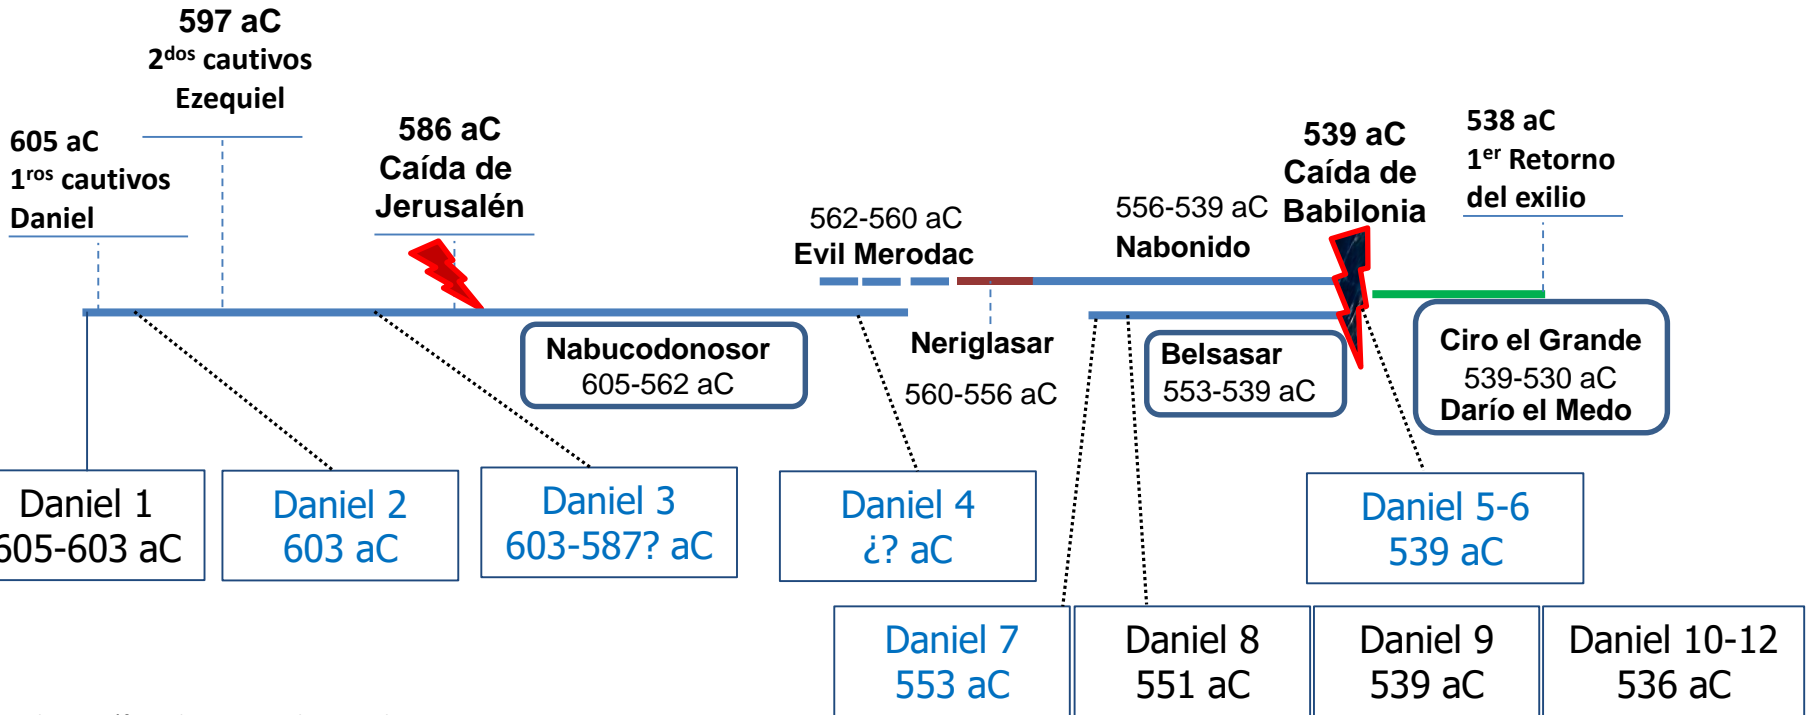 597 aC
2dos cautivos
Ezequiel
605 aC
1ros cautivos
Daniel
586 aC
Caída de
Jerusalén
562-560 aC
Evil Merodac
556-539 aC
Nabonido
539 aC
Caída de
Babilonia
538 aC
1er Retorno
del exilio
Nabucodonosor
605-562 aC
Neriglasar
560-556 aC
Belsasar
553-539 aC
Ciro el Grande
539-530 aC
Darío el Medo
Daniel 1
605-603 aC
Daniel 2
603 aC
Daniel 3
603-587? aC
Daniel 4
¿? aC
Daniel 5-6
539 aC
Daniel 7
553 aC
Daniel 8
551 aC
Daniel 9
539 aC
Daniel 10-12
536 aC